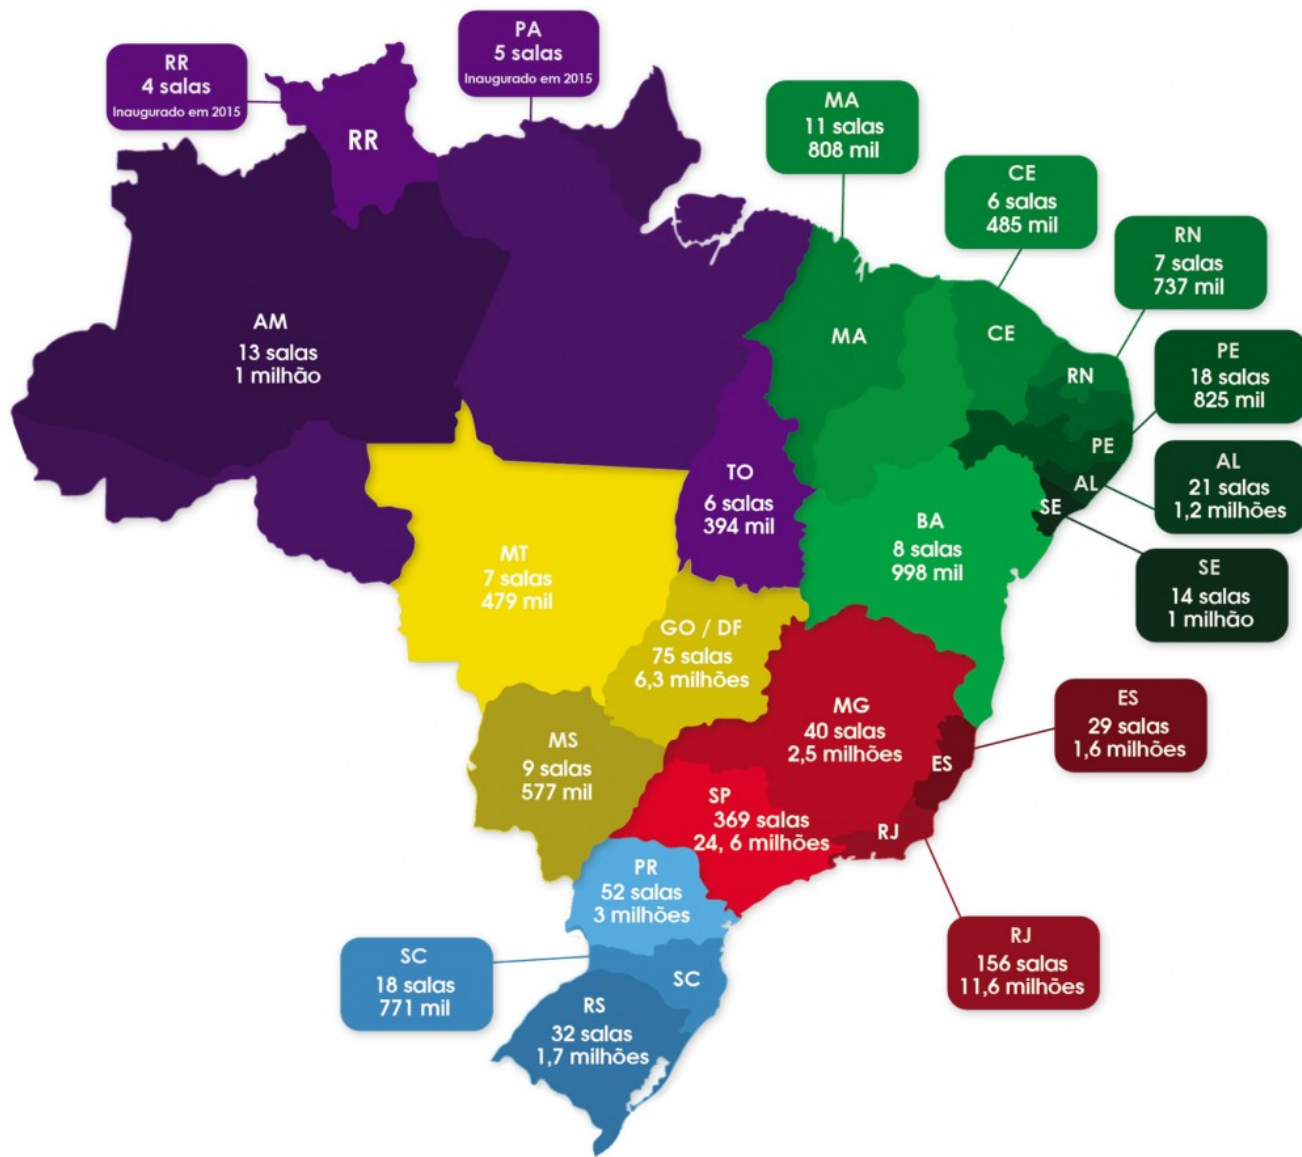 RR
4 salas
Inaugurado em 2015
PA
5 salas
Inaugurado em 2015
MA
11 salas
808 mil
CE
6 salas
485 mil
RN
7 salas
737 mil
PE
18 salas
825 mil
AL
21 salas
1,2 milhões
SE
14 salas
1 milhão
RR
AM
13 salas
1 milhão
MA
CE
RN
PE
AL
SE
TO
6 salas
394 mil
BA
8 salas
998 mil
MT
7 salas
479 mil
GO / DF
75 salas
6,3 milhões
MG
40 salas
2,5 milhões
ES
ES
29 salas
1,6 milhões
MS
9 salas
577 mil
SP
369 salas
24, 6 milhões
RJ
RJ
156 salas
11,6 milhões
PR
52 salas
3 milhões
SC
18 salas
771 mil
SC
RS
32 salas
1,7 milhões